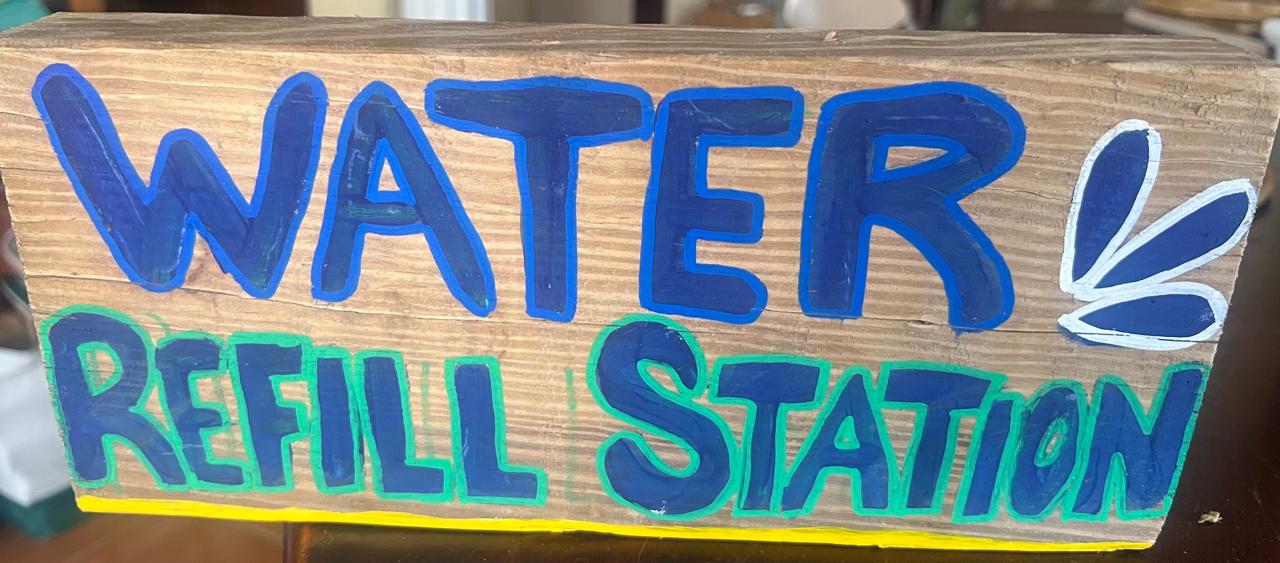 WATER
REFILL STATION